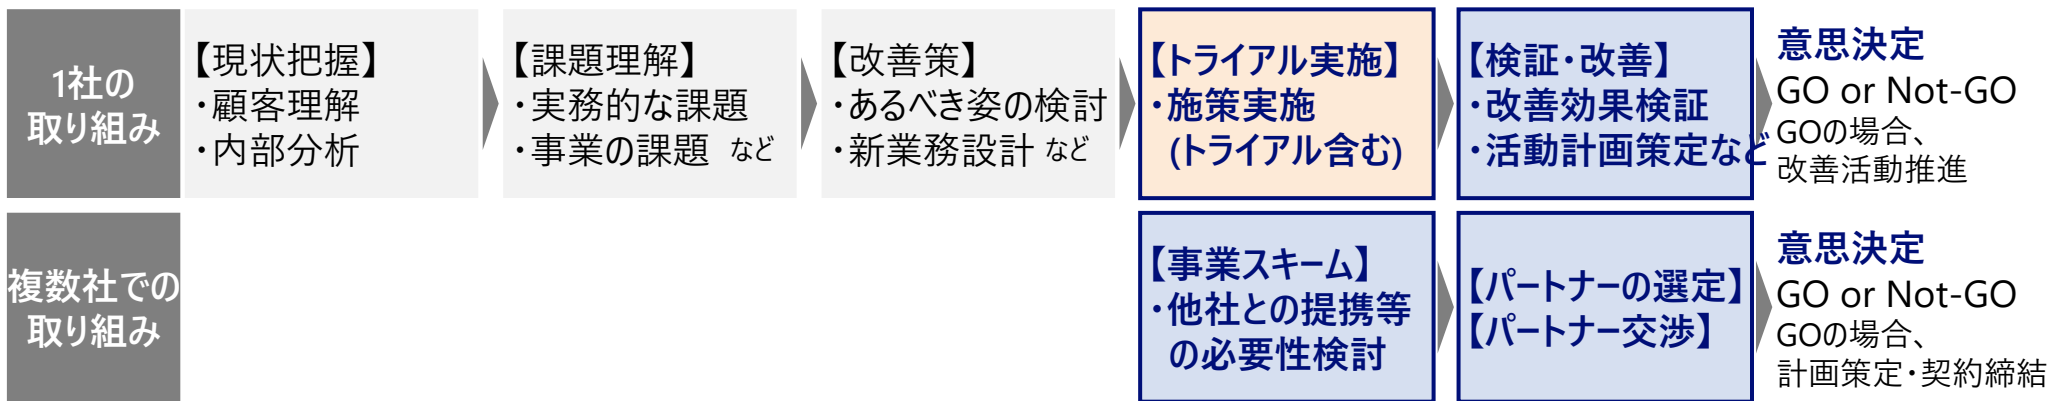 1社の
取り組み
【現状把握】
・顧客理解
・内部分析
【課題理解】
・実務的な課題
・事業の課題 など
【改善策】
・あるべき姿の検討
・新業務設計 など
【トライアル実施】
・施策実施
(トライアル含む)
【検証・改善】
・改善効果検証
・活動計画策定など
意思決定
GO or Not-GO
GOの場合、
改善活動推進
複数社での
取り組み
【事業スキーム】
・他社との提携等
の必要性検討
【パートナーの選定】
【パートナー交渉】
意思決定
GO or Not-GO
GOの場合、
計画策定・契約締結